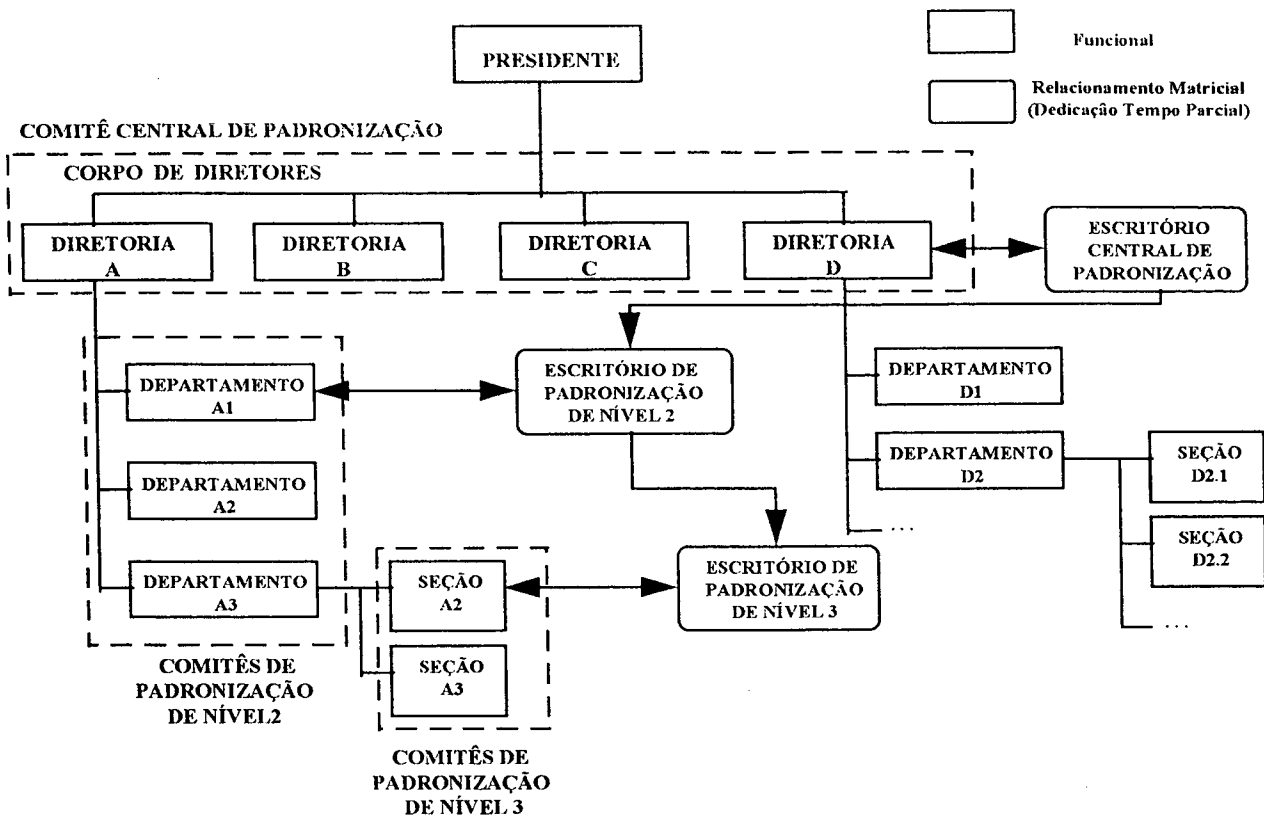 PRESIDENTE
Funcional
Relacionamento Matricial
(Dedicação Tempo Parcial)
COMITÊ CENTRAL DE PADRONIZAÇÃO
CORPO DE DIRETORES
DIRETORIA
A
DIRETORIA
B
DIRETORIA
C
DIRETORIA
D
ESCRITÓRIO
CENTRAL DE
PADRONIZAÇÃO
DEPARTAMENTO
A1
ESCRITÓRIO DE
PADRONIZAÇÃO
DE NÍVEL 2
DEPARTAMENTO
D1
DEPARTAMENTO
A2
DEPARTAMENTO
D2
SEÇÃO
D2.1
...
SEÇÃO
D2.2
...
DEPARTAMENTO
A3
SEÇÃO
A2
ESCRITÓRIO DE
PADRONIZAÇÃO
DE NÍVEL 3
SEÇÃO
A3
COMITÊS DE
PADRONIZAÇÃO
DE NÍVEL2
COMITÊS DE
PADRONIZAÇÃO
DE NÍVEL 3